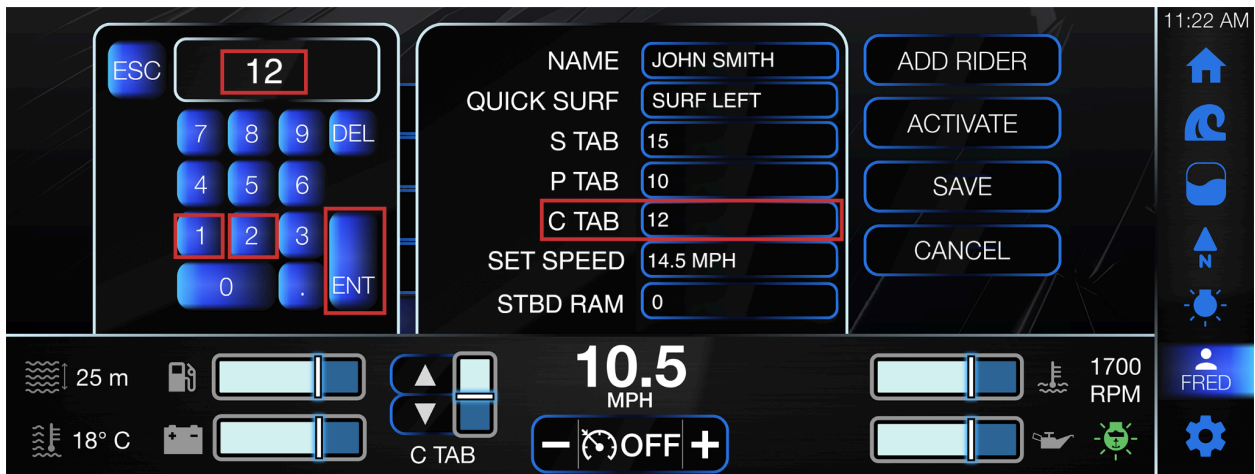 11:22 AM
ESC
12
7 8 9 DEL
4 5 6
1 2 3
0 . ENT
NAME JOHN SMITH
QUICK SURF SURF LEFT
S TAB 15
P TAB 10
C TAB 12
SET SPEED 14.5 MPH
STBD RAM 0
ADD RIDER
ACTIVATE
SAVE
CANCEL
N
FRED
25 m
18° C
C TAB
10.5
MPH
− OFF +
1700
RPM